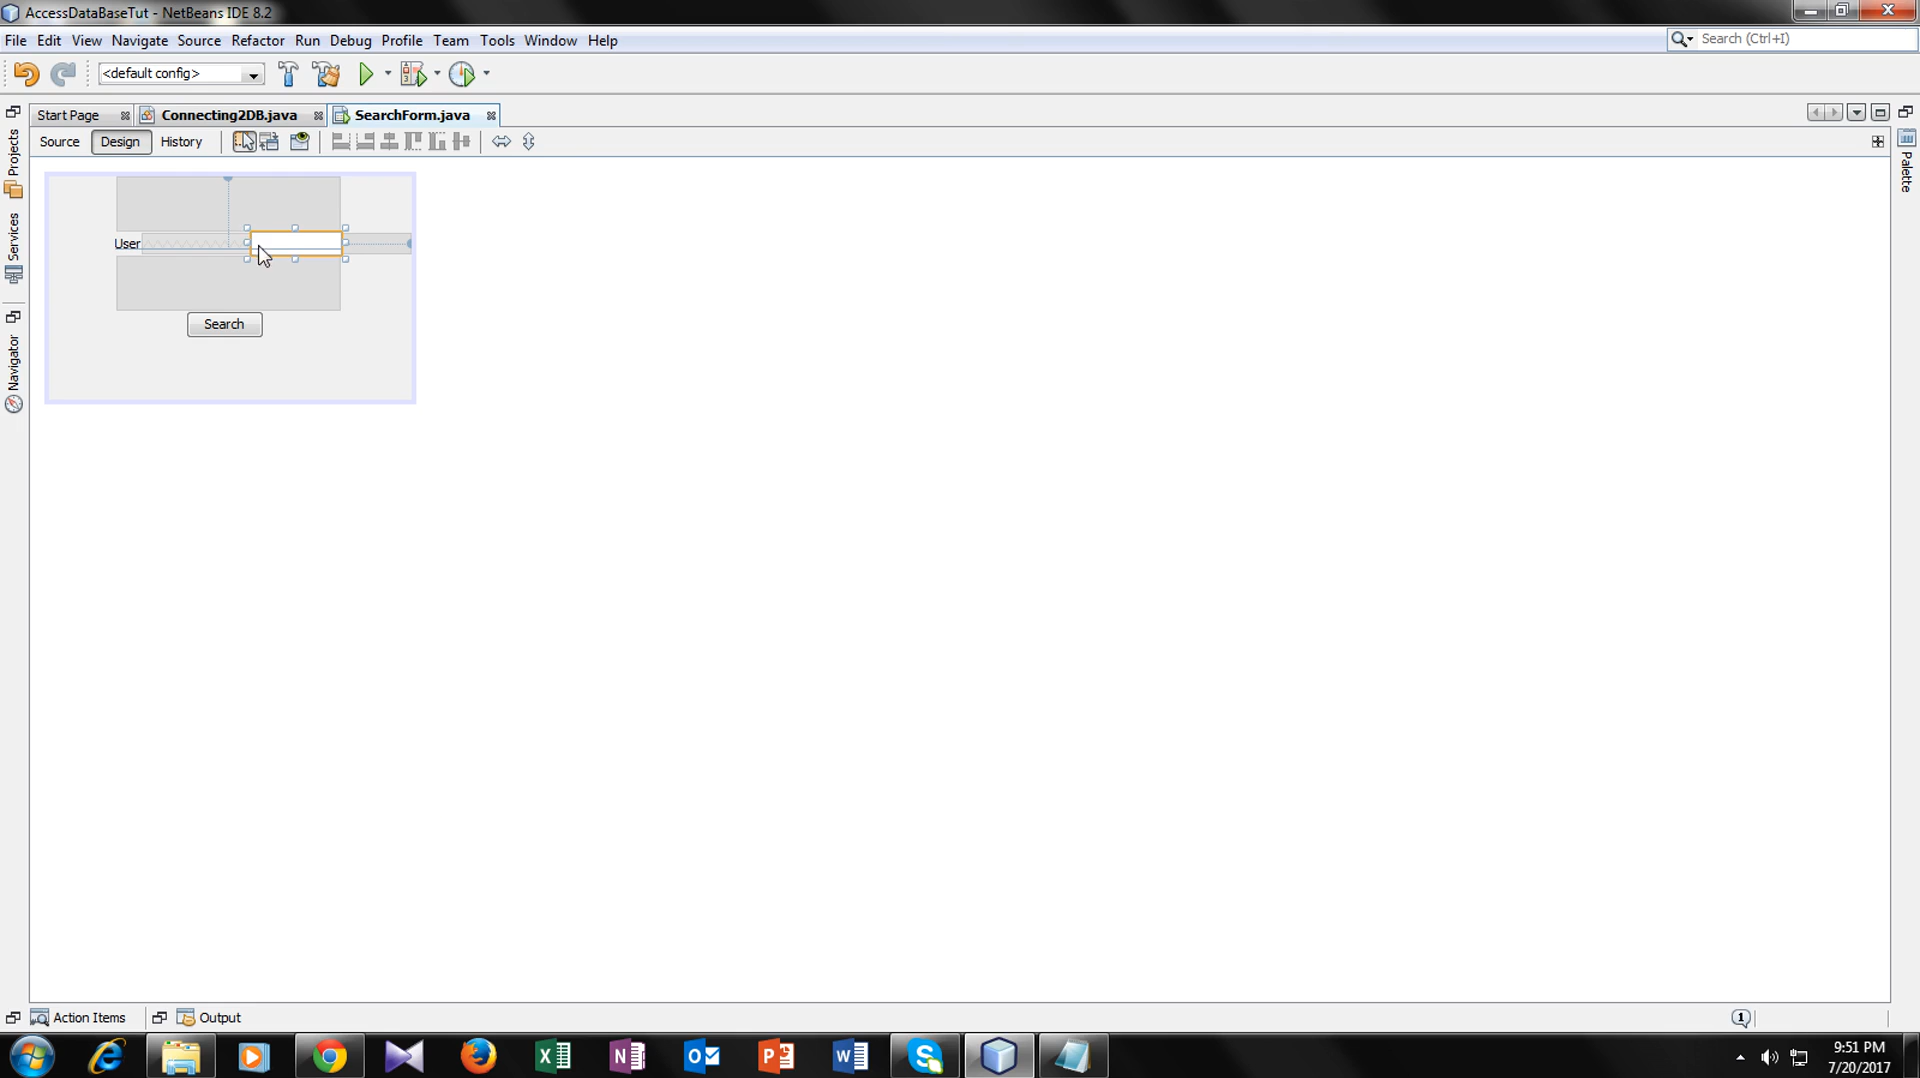 AccessDataBaseTut - NetBeans IDE 8.2
File Edit View Navigate Source Refactor Run Debug Profile Team Tools Window Help
Search (Ctrl+I)
<default config>
Start Page Connecting2DB.java SearchForm.java
Source Design History
Projects
Services
Navigator
Palette
User
Search
Action Items Output
1
9:51 PM
7/20/2017